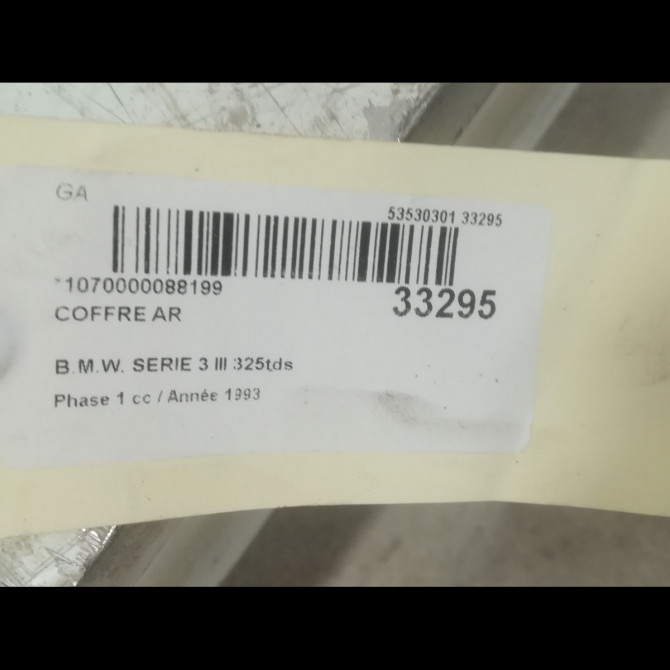 GA
53530301 33295
*1070000088199
33295
COFFRE AR
B.M.W. SERIE 3 III 325tds
Phase 1 cc / Année 1993